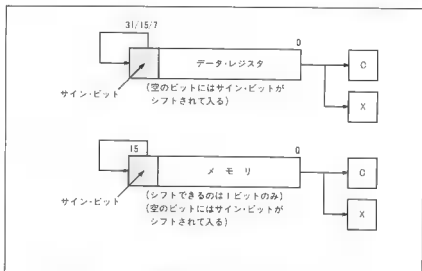 31/15/7
0
データ・レジスタ
C
サイン・ビット
(空のビットにはサイン・ビットが
シフトされて入る)
X
15
0
メ モ リ
C
サイン・ビット
(シフトできるのは1ビットのみ)
(空のビットにはサイン・ビットが
シフトされて入る)
X